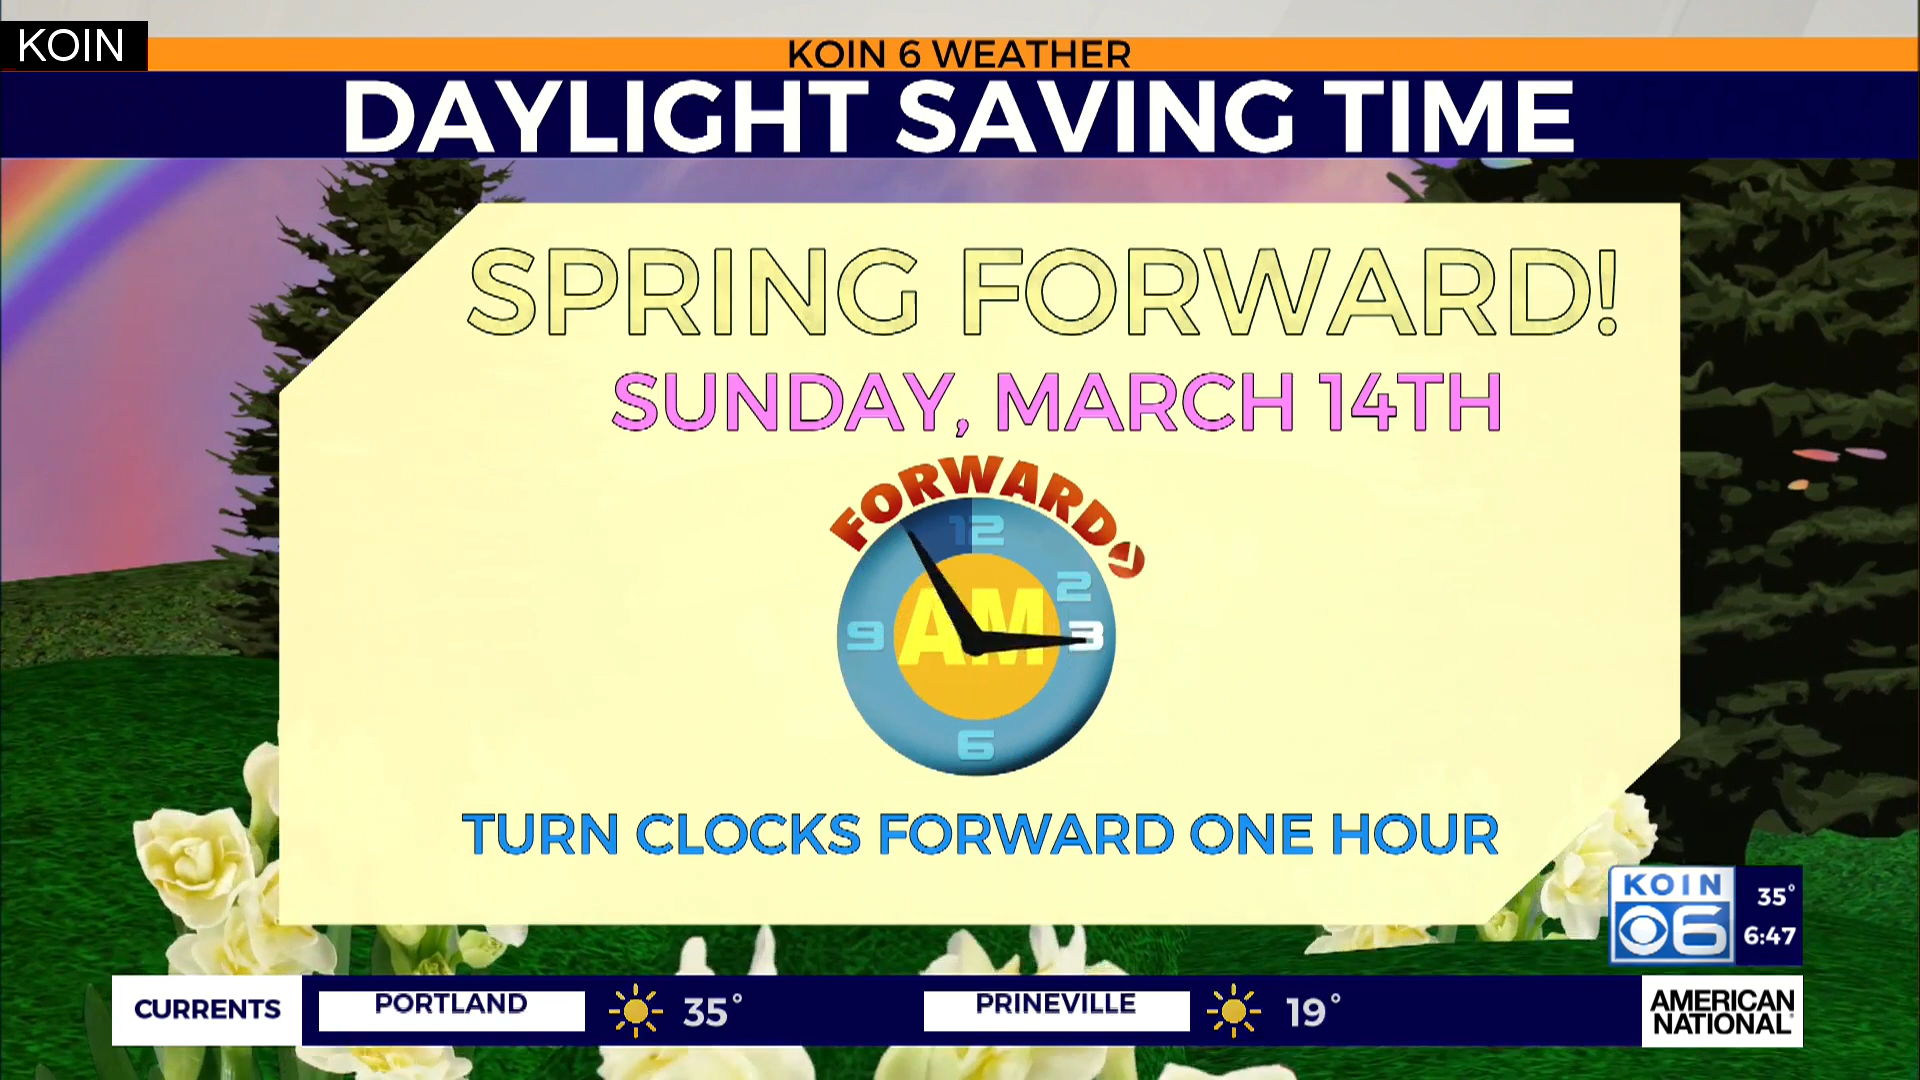 KOIN
KOIN 6 WEATHER
DAYLIGHT SAVING TIME
SPRING FORWARD!
SUNDAY, MARCH 14TH
FORWARD
12
2
9
AM
3
6
TURN CLOCKS FORWARD ONE HOUR
KOIN
6
35°
6:47
CURRENTS
PORTLAND
35°
PRINEVILLE
19°
AMERICAN
NATIONAL